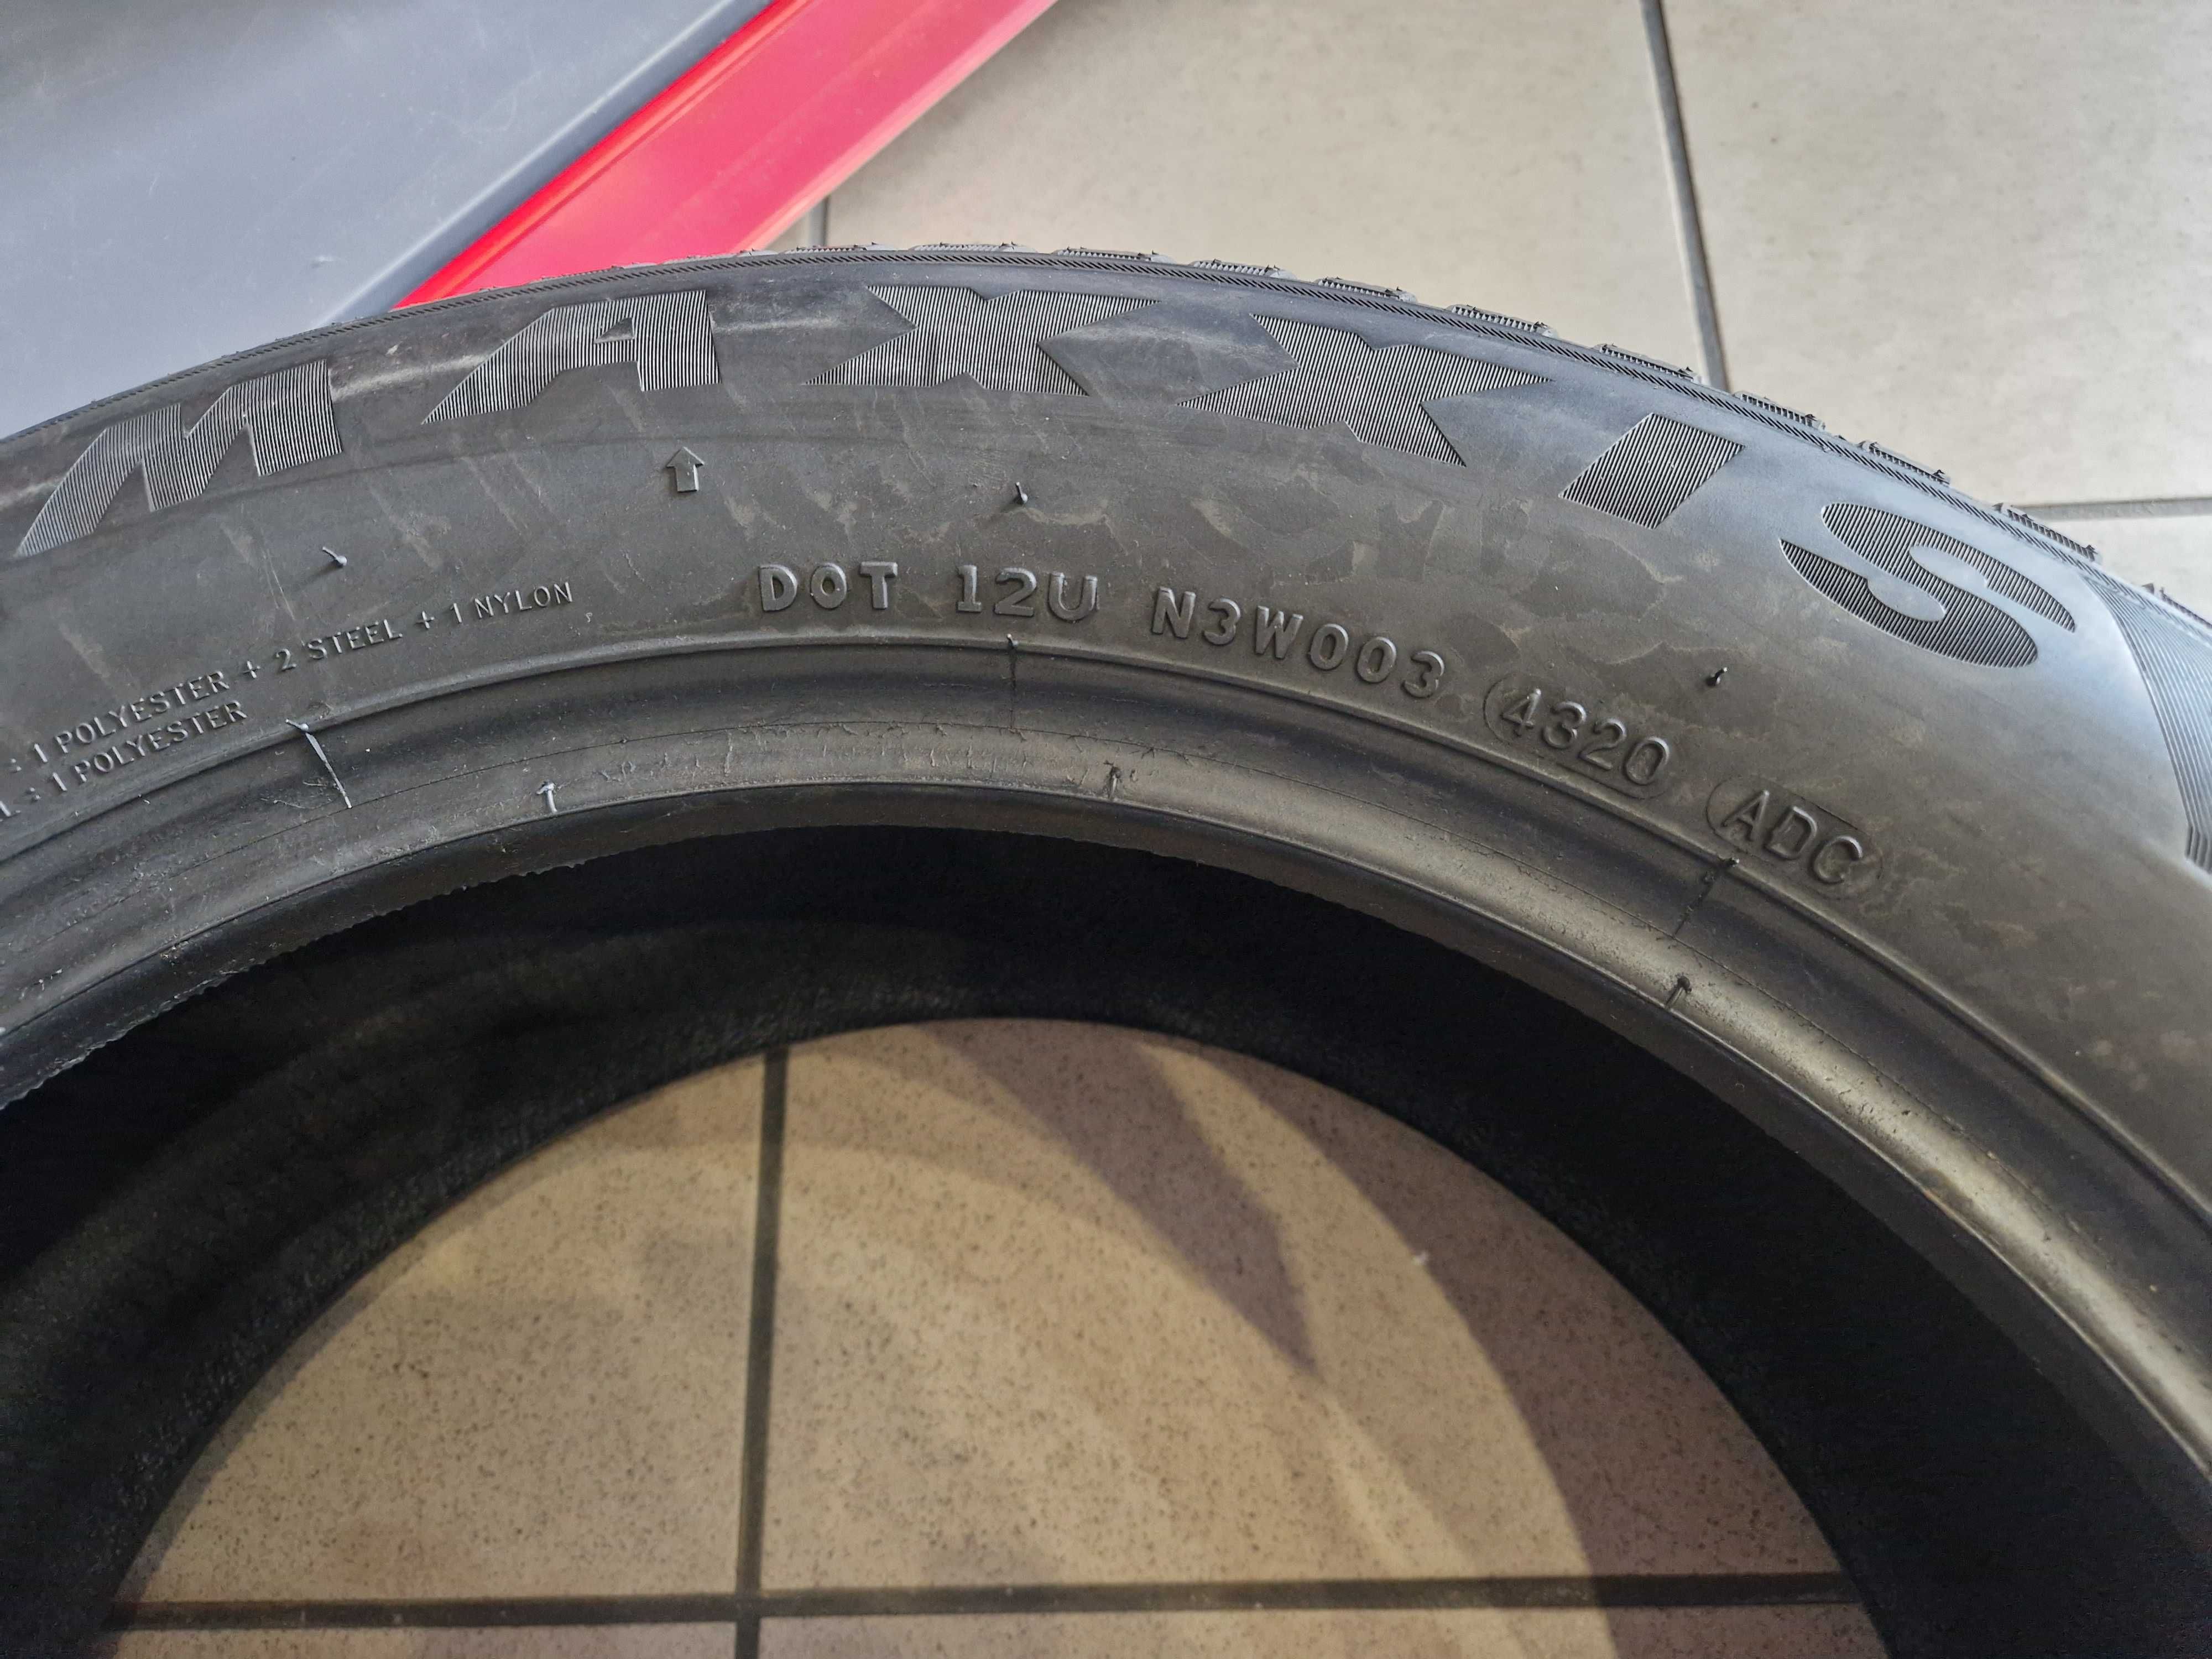 MAXXIS
DOT 12U N3W003 4320 ADC
: 1 POLYESTER + 2 STEEL + 1 NYLON
L : 1 POLYESTER